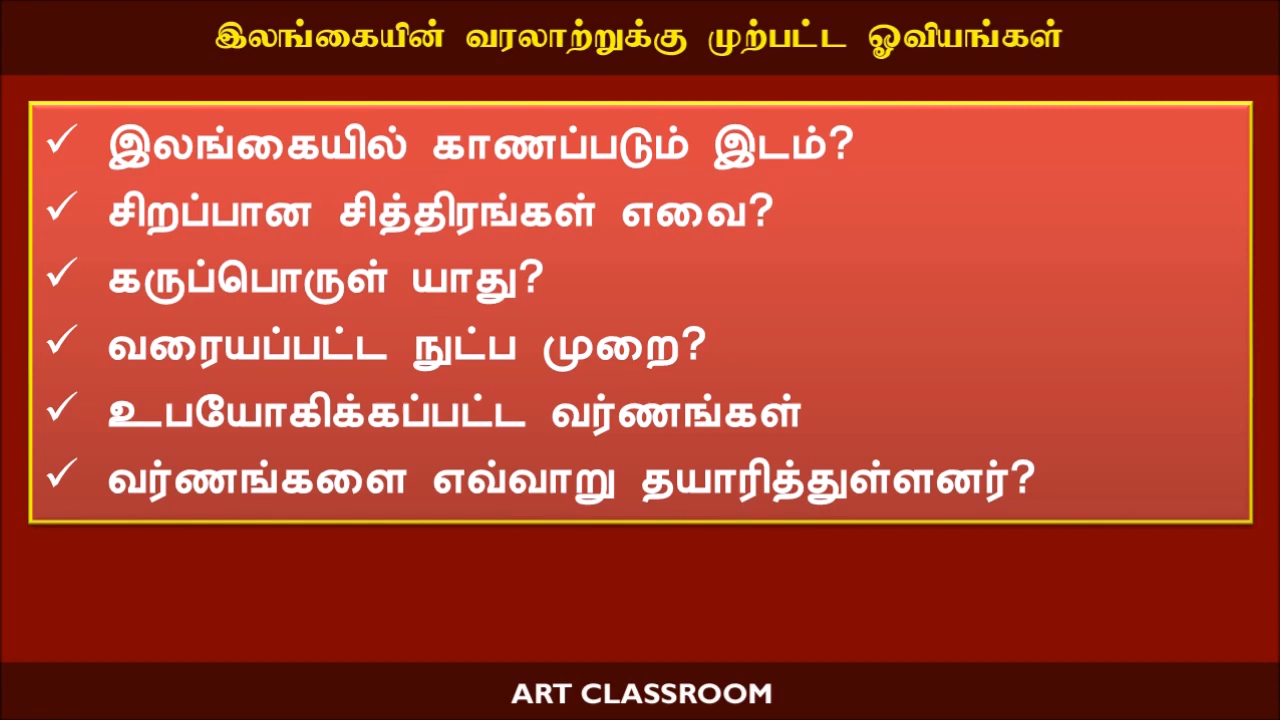 இலங்கையின் வரலாற்றுக்கு முற்பட்ட ஓவியங்கள்
✓ இலங்கையில் காணப்படும் இடம்?
✓ சிறப்பான சித்திரங்கள் எவை?
✓ கருப்பொருள் யாது?
✓ வரையப்பட்ட நுட்ப முறை?
✓ உபயோகிக்கப்பட்ட வர்ணங்கள்
✓ வர்ணங்களை எவ்வாறு தயாரித்துள்ளனர்?
ART CLASSROOM